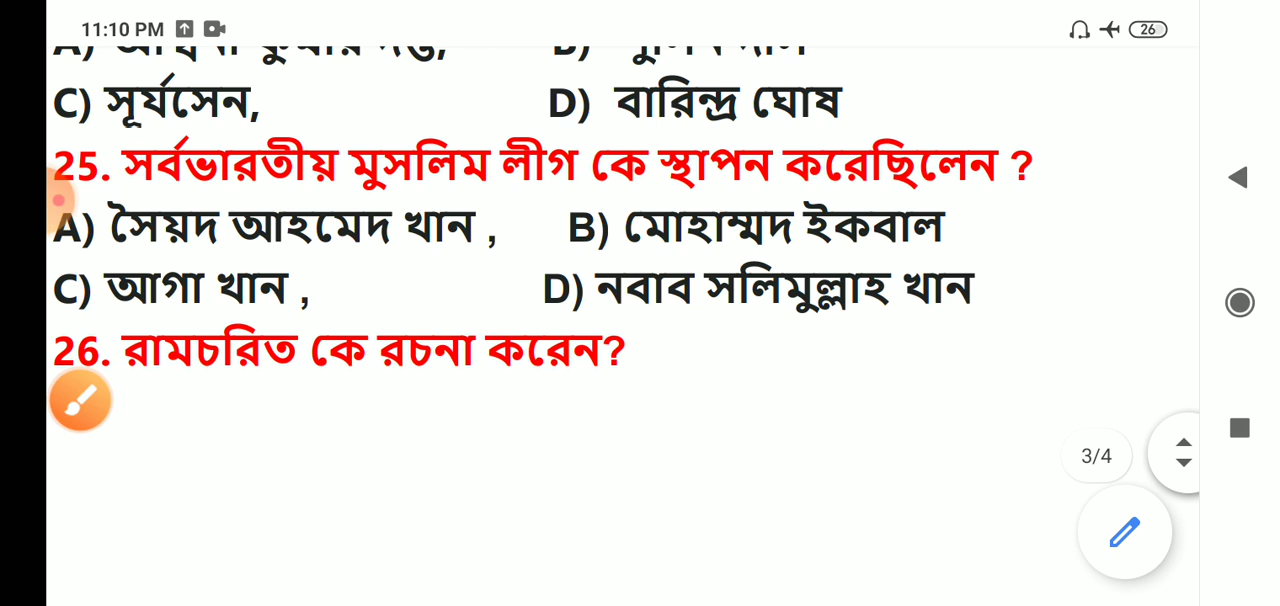 11:10 PM 26
C) সূর্যসেন, D) বারিন্দ্র ঘোষ
25. সর্বভারতীয় মুসলিম লীগ কে স্থাপন করেছিলেন ?
A) সৈয়দ আহমেদ খান , B) মোহাম্মদ ইকবাল
C) আগা খান , D) নবাব সলিমুল্লাহ খান
26. রামচরিত কে রচনা করেন?
3/4